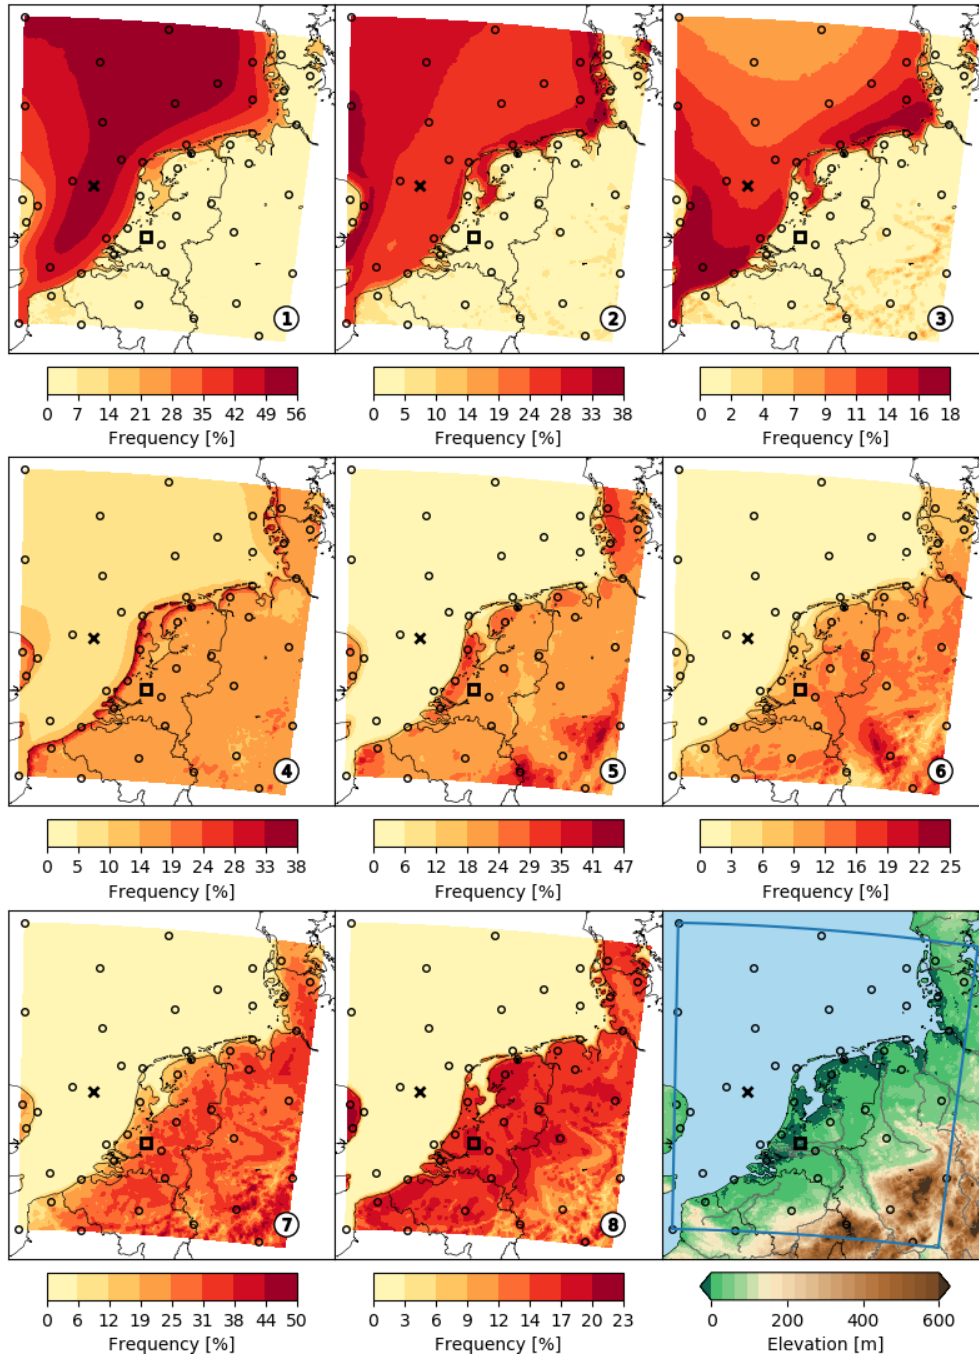 1 2 3
0 7 14 21 28 35 42 49 56
Frequency [%]
0 5 10 14 19 24 28 33 38
Frequency [%]
0 2 4 7 9 11 14 16 18
Frequency [%]
4 5 6
0 5 10 14 19 24 28 33 38
Frequency [%]
0 6 12 18 24 29 35 41 47
Frequency [%]
0 3 6 9 12 16 19 22 25
Frequency [%]
7 8
0 6 12 19 25 31 38 44 50
Frequency [%]
0 3 6 9 12 14 17 20 23
Frequency [%]
0 200 400 600
Elevation [m]